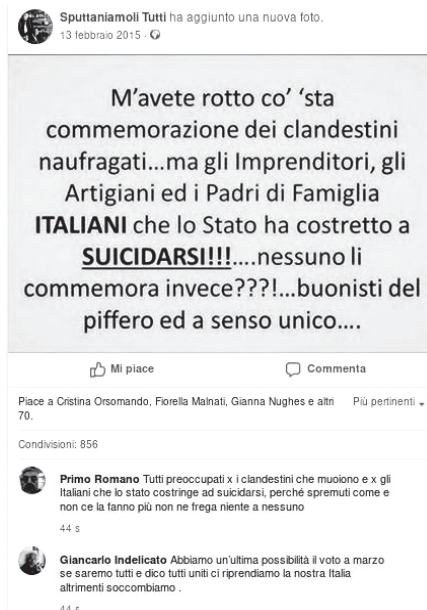 Sputtaniamoli Tutti ha aggiunto una nuova foto.
13 febbraio 2015 ·
M'avete rotto co' 'sta
commemorazione dei clandestini
naufragati...ma gli Imprenditori, gli
Artigiani ed i Padri di Famiglia
ITALIANI che lo Stato ha costretto a
SUICIDARSI!!!....nessuno li
commemora invece???!...buonisti del
piffero ed a senso unico....
Mi piace Commenta
Piace a Cristina Orsomando, Fiorella Malnati, Gianna Nughes e altri Più pertinenti
70.
Condivisioni: 856
Primo Romano Tutti preoccupati x i clandestini che muoiono e x gli
Italiani che lo stato costringe ad suicidarsi, perché spremuti come e
non ce la fanno più non ne frega niente a nessuno
44 s
Giancarlo Indelicato Abbiamo un'ultima possibilità il voto a marzo
se saremo tutti e dico tutti uniti ci riprendiamo la nostra Italia
altrimenti soccombiamo .
44 s